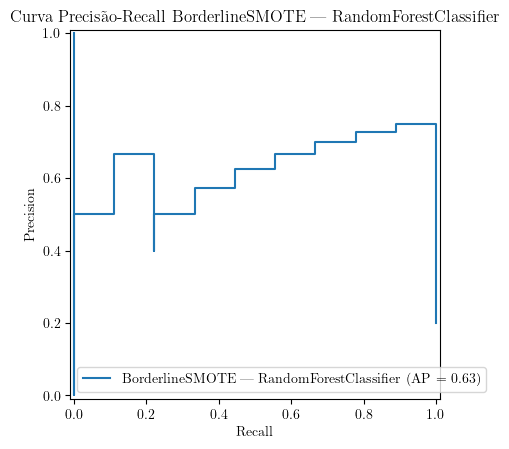 Curva Precisão-Recall BorderlineSMOTE — RandomForestClassifier
1.0
0.8
0.6
0.4
0.2
0.0
Precision
BorderlineSMOTE — RandomForestClassifier (AP = 0.63)
0.0 0.2 0.4 0.6 0.8 1.0
Recall